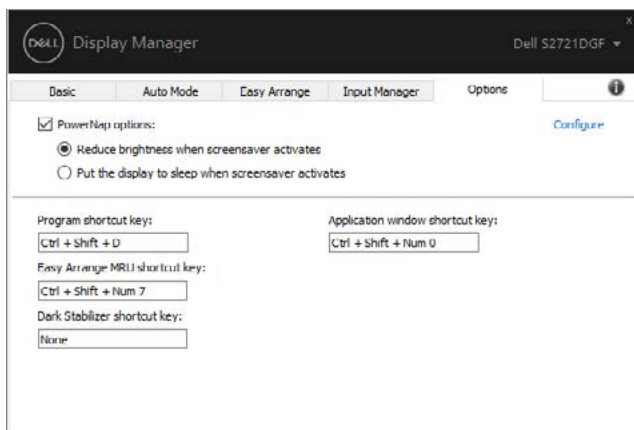 x
DELL Display Manager Dell S2721DGF
Basic Auto Mode Easy Arrange Input Manager Options i
PowerNap options: Configure
Reduce brightness when screensaver activates
Put the display to sleep when screensaver activates
Program shortcut key: Application window shortcut key:
Ctrl + Shift + D Ctrl + Shift + Num 0
Easy Arrange MRU shortcut key:
Ctrl + Shift + Num 7
Dark Stabilizer shortcut key:
None